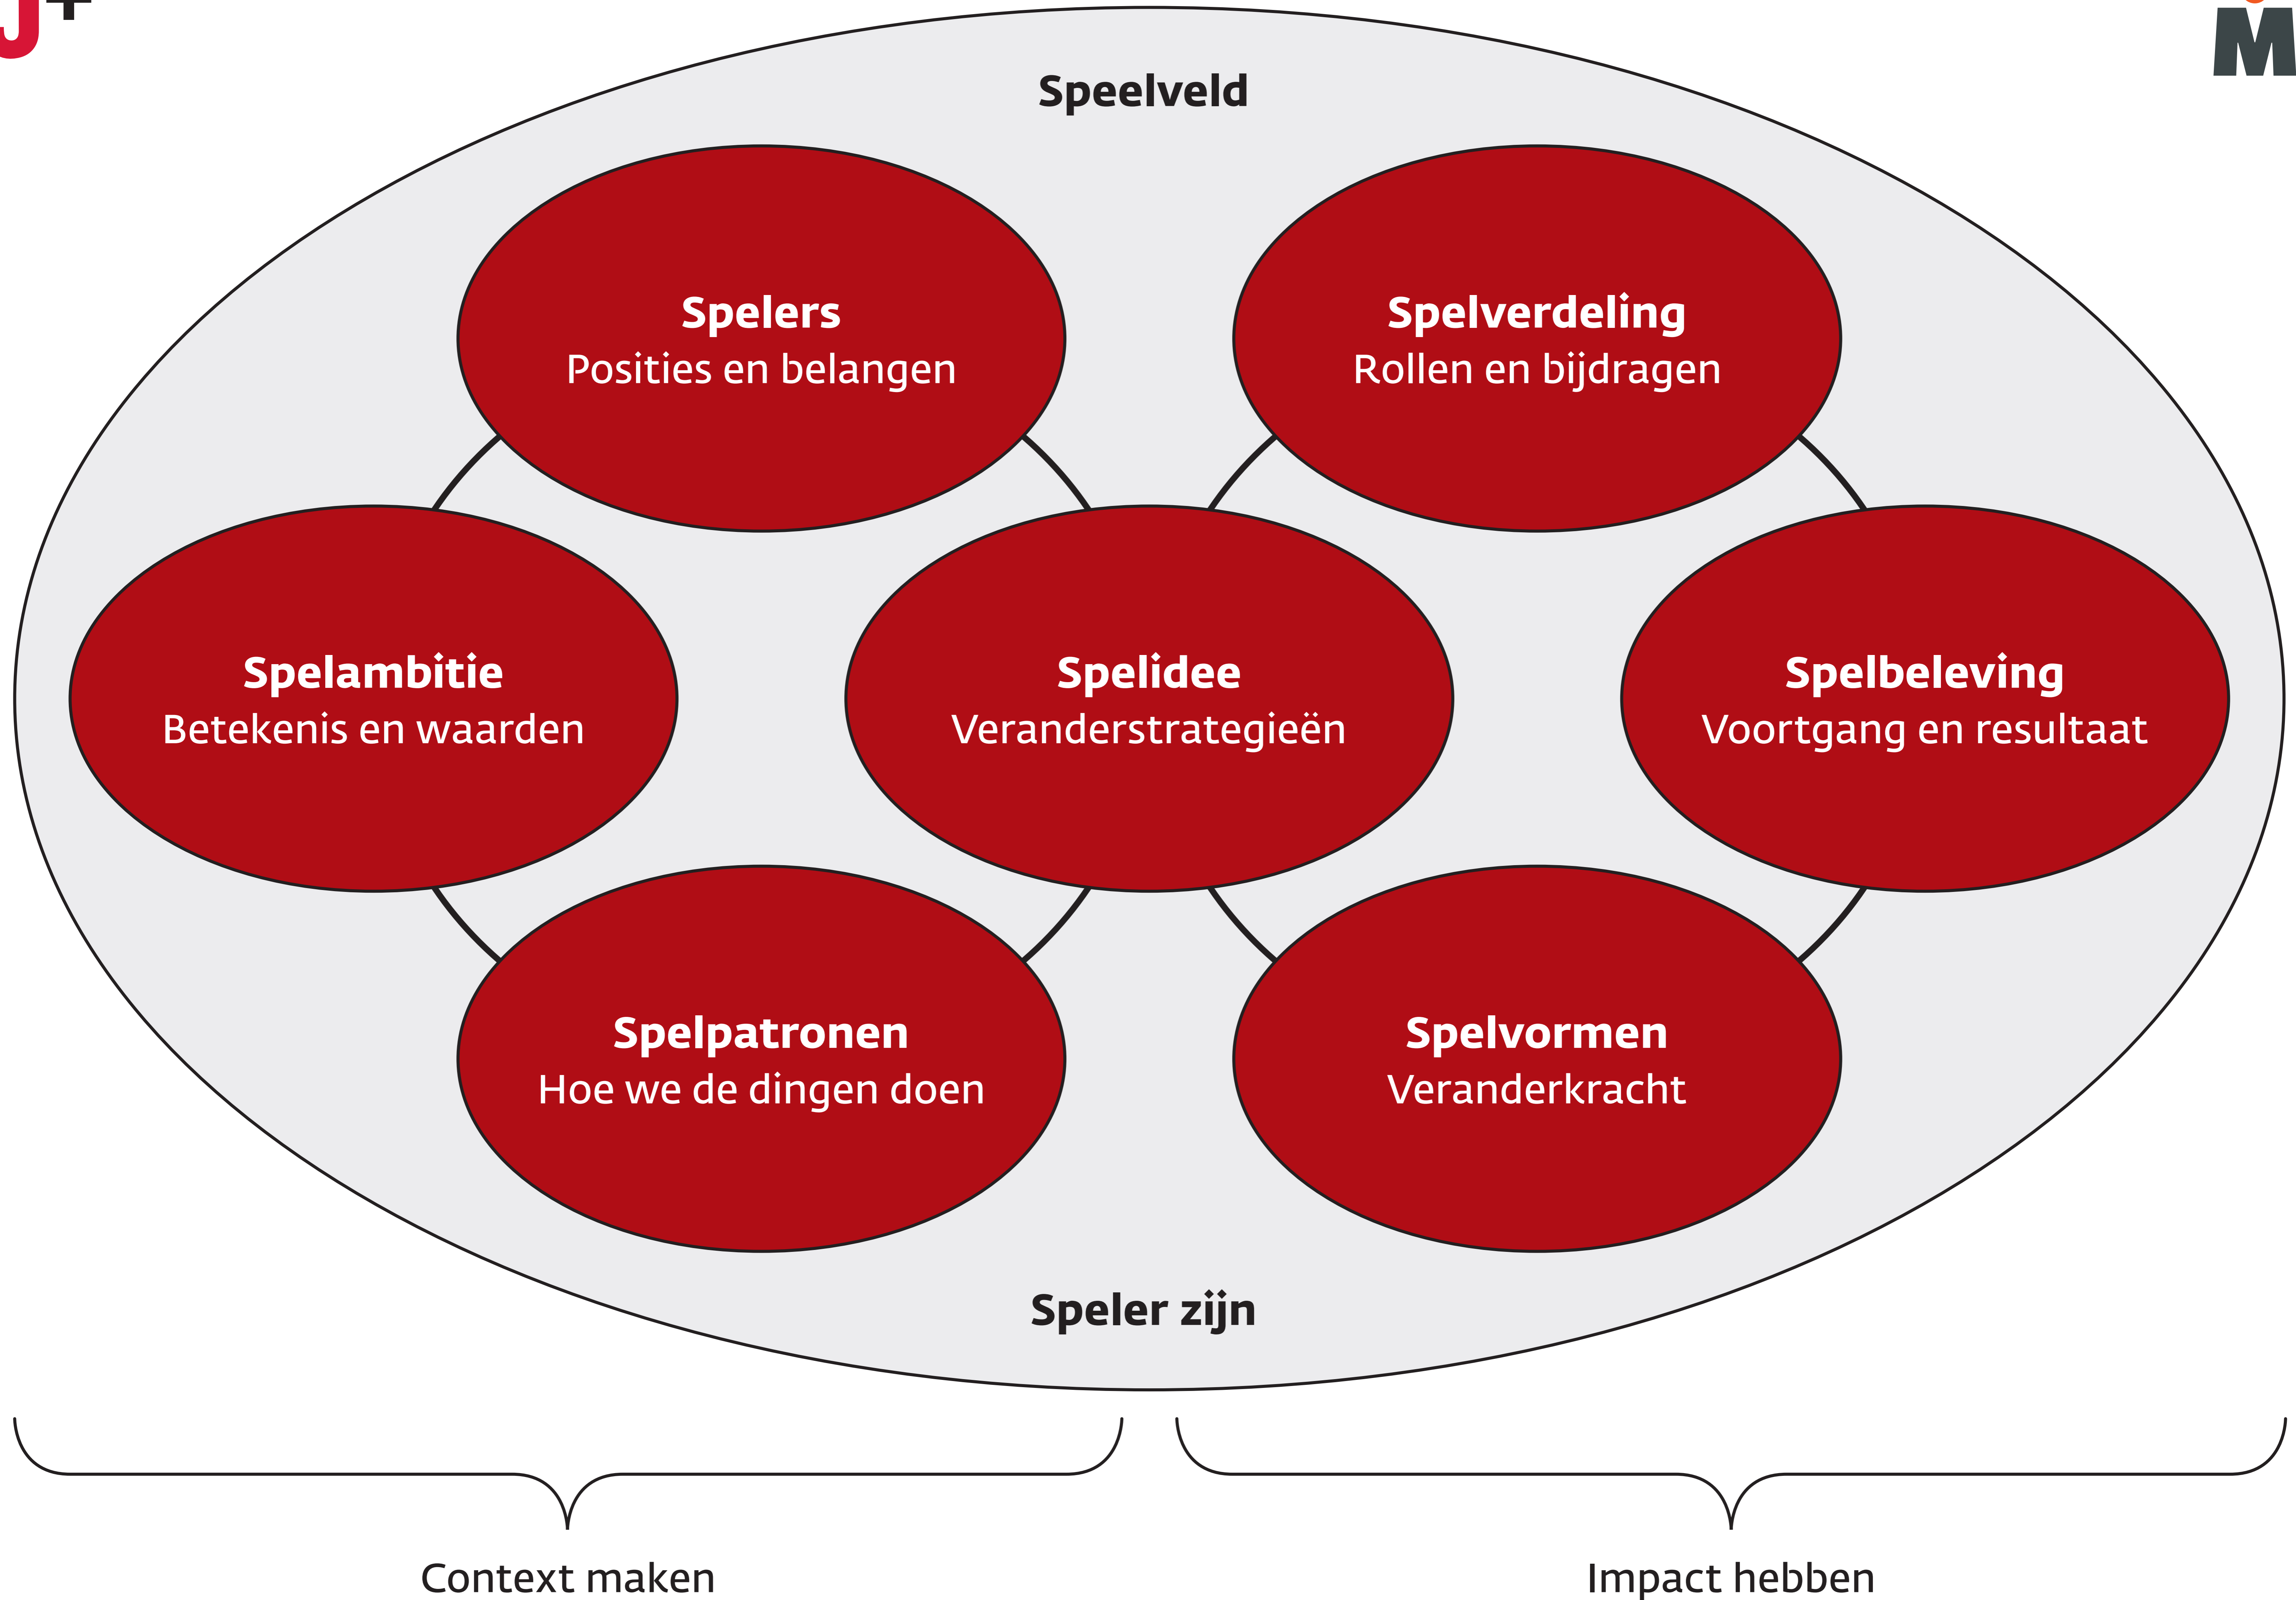 J+
M
Speelveld
Spelers
Posities en belangen
Spelverdeling
Rollen en bijdragen
Spelambitie
Betekenis en waarden
Spelidee
Veranderstrategieën
Spelbeleving
Voortgang en resultaat
Spelpatronen
Hoe we de dingen doen
Spelvormen
Veranderkracht
Speler zijn
Context maken
Impact hebben